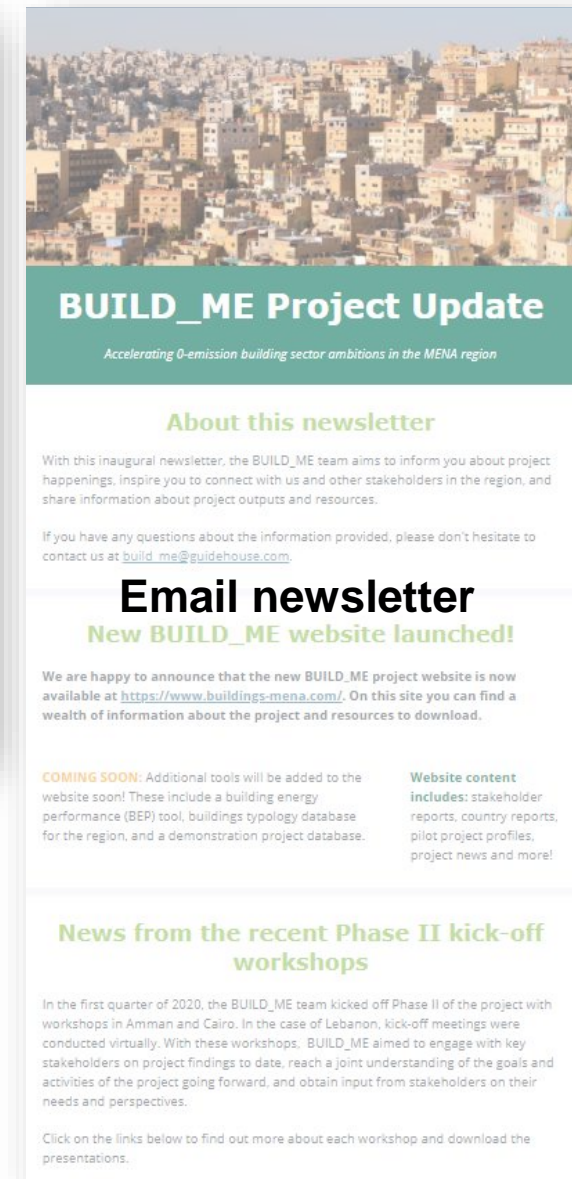 BUILD_ME Project Update
Accelerating 0-emission building sector ambitions in the MENA region
About this newsletter
With this inaugural newsletter, the BUILD_ME team aims to inform you about project
happenings, inspire you to connect with us and other stakeholders in the region, and
share information about project outputs and resources.
If you have any questions about the information provided, please don't hesitate to
contact us at build_me@guidehouse.com.
Email newsletter
New BUILD_ME website launched!
We are happy to announce that the new BUILD_ME project website is now
available at https://www.buildings-mena.com/. On this site you can find a
wealth of information about the project and resources to download.
COMING SOON: Additional tools will be added to the
website soon! These include a building energy
performance (BEP) tool, buildings typology database
for the region, and a demonstration project database.
Website content
includes: stakeholder
reports, country reports,
pilot project profiles,
project news and more!
News from the recent Phase II kick-off
workshops
In the first quarter of 2020, the BUILD_ME team kicked off Phase II of the project with
workshops in Amman and Cairo. In the case of Lebanon, kick-off meetings were
conducted virtually. With these workshops, BUILD_ME aimed to engage with key
stakeholders on project findings to date, reach a joint understanding of the goals and
activities of the project going forward, and obtain input from stakeholders on their
needs and perspectives.
Click on the links below to find out more about each workshop and download the
presentations.